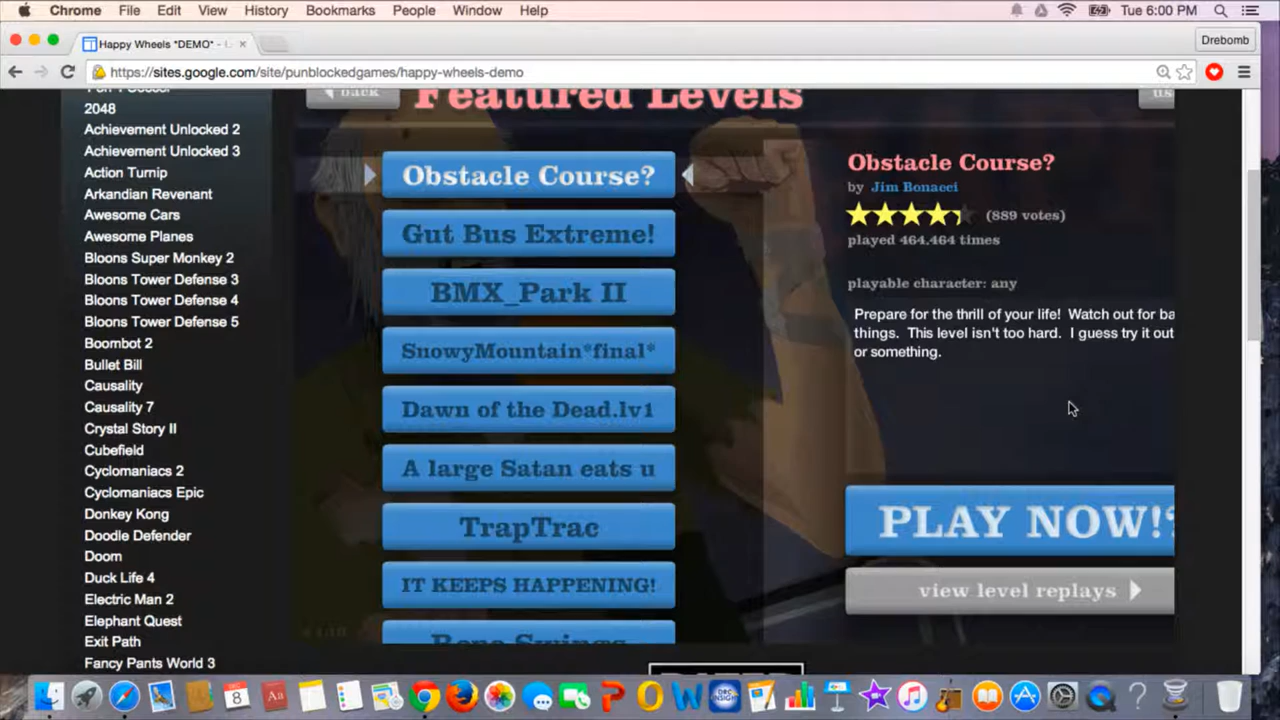 Chrome File Edit View History Bookmarks People Window Help Tue 6:00 PM
Happy Wheels *DEMO* - Drebomb
https://sites.google.com/site/punblockedgames/happy-wheels-demo
back Featured Levels us
2048
Achievement Unlocked 2
Achievement Unlocked 3
Action Turnip
Arkandian Revenant
Awesome Cars
Awesome Planes
Bloons Super Monkey 2
Bloons Tower Defense 3
Bloons Tower Defense 4
Bloons Tower Defense 5
Boombot 2
Bullet Bill
Causality
Causality 7
Crystal Story II
Cubefield
Cyclomaniacs 2
Cyclomaniacs Epic
Donkey Kong
Doodle Defender
Doom
Duck Life 4
Electric Man 2
Elephant Quest
Exit Path
Fancy Pants World 3
Obstacle Course?
Gut Bus Extreme!
BMX_Park II
SnowyMountain*final*
Dawn of the Dead.lv1
A large Satan eats u
TrapTrac
IT KEEPS HAPPENING!
Obstacle Course?
by Jim Bonacci
(889 votes)
played 464,464 times
playable character: any
Prepare for the thrill of your life! Watch out for ba
things. This level isn't too hard. I guess try it out
or something.
PLAY NOW!
view level replays